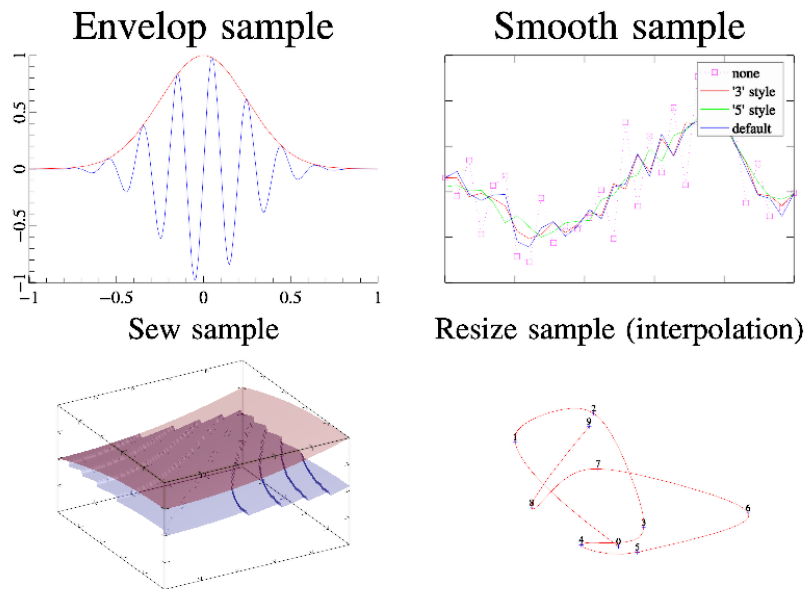 Envelop sample
Smooth sample
1
0.5
0
−0.5
−1
−1
−0.5
0
0.5
1
none
'3' style
'5' style
default
Sew sample
Resize sample (interpolation)
2
9
1
7
8
6
3
4
0
5